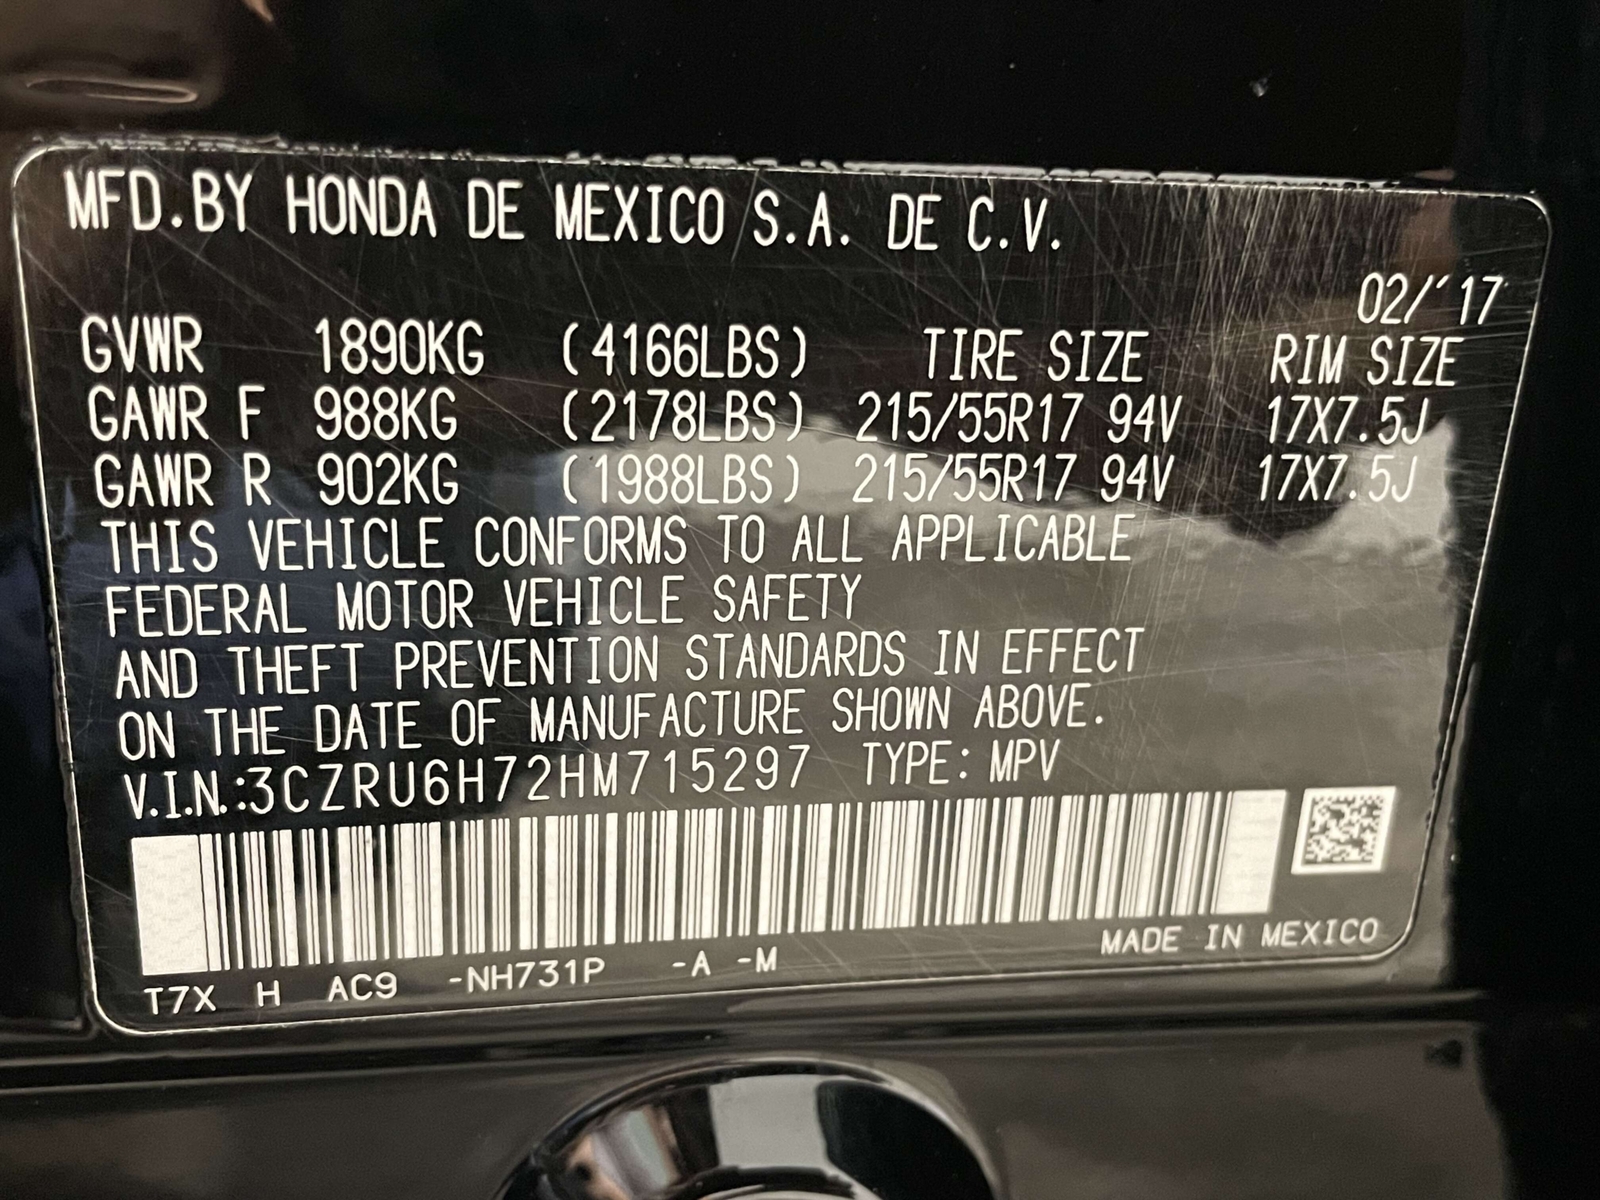 MFD.BY HONDA DE MEXICO S.A. DE C.V.
02/'17
GVWR 1890KG (4166LBS) TIRE SIZE RIM SIZE
GAWR F 988KG (2178LBS) 215/55R17 94V 17X7.5J
GAWR R 902KG (1988LBS) 215/55R17 94V 17X7.5J
THIS VEHICLE CONFORMS TO ALL APPLICABLE
FEDERAL MOTOR VEHICLE SAFETY
AND THEFT PREVENTION STANDARDS IN EFFECT
ON THE DATE OF MANUFACTURE SHOWN ABOVE.
V.I.N.:3CZRU6H72HM715297 TYPE: MPV
MADE IN MEXICO
T7X H AC9 -NH731P -A -M